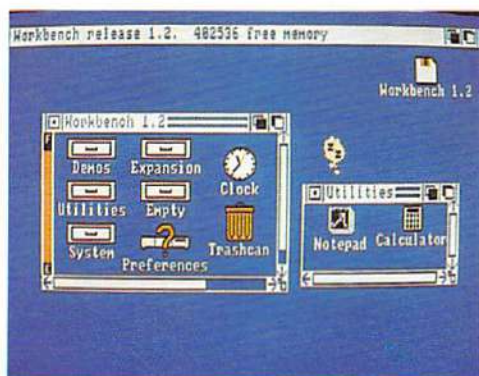 Workbench release 1.2. 482536 free memory
Workbench 1.2
Workbench 1.2
Demos Expansion
Clock
Utilities Empty
System
Preferences
Trashcan
Utilities
Notepad Calculator